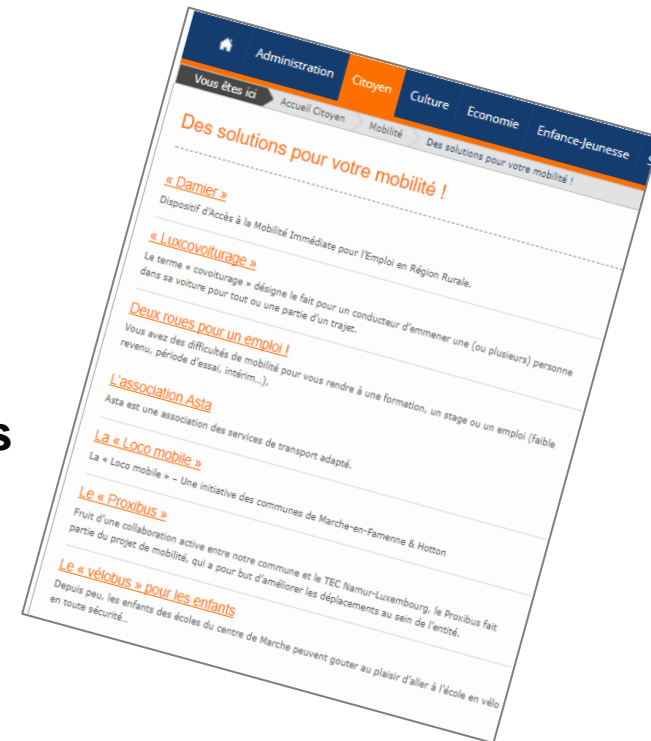 Administration Citoyen Culture Economie Enfance-Jeunesse S
Vous êtes ici Accueil Citoyen Mobilité Des solutions pour votre mobilité !
Des solutions pour votre mobilité !
« Damier »
Dispositif d'Accès à la Mobilité Immédiate pour l'Emploi en Région Rurale.
« Luxcovoiturage »
Le terme « covoiturage » désigne le fait pour un conducteur d'emmener une (ou plusieurs) personne
dans sa voiture pour tout ou une partie d'un trajet.
Deux roues pour un emploi !
Vous avez des difficultés de mobilité pour vous rendre à une formation, un stage ou un emploi (faible
revenu, période d'essai, intérim...),
L'association Asta
Asta est une association des services de transport adapté.
s
La « Loco mobile »
La « Loco mobile » – Une initiative des communes de Marche-en-Famenne & Hotton
Le « Proxibus »
Fruit d'une collaboration active entre notre commune et le TEC Namur-Luxembourg, le Proxibus fait
partie du projet de mobilité, qui a pour but d'améliorer les déplacements au sein de l'entité.
Le « vélobus » pour les enfants
Depuis peu, les enfants des écoles du centre de Marche peuvent gouter au plaisir d'aller à l'école en vélo
en toute sécurité...